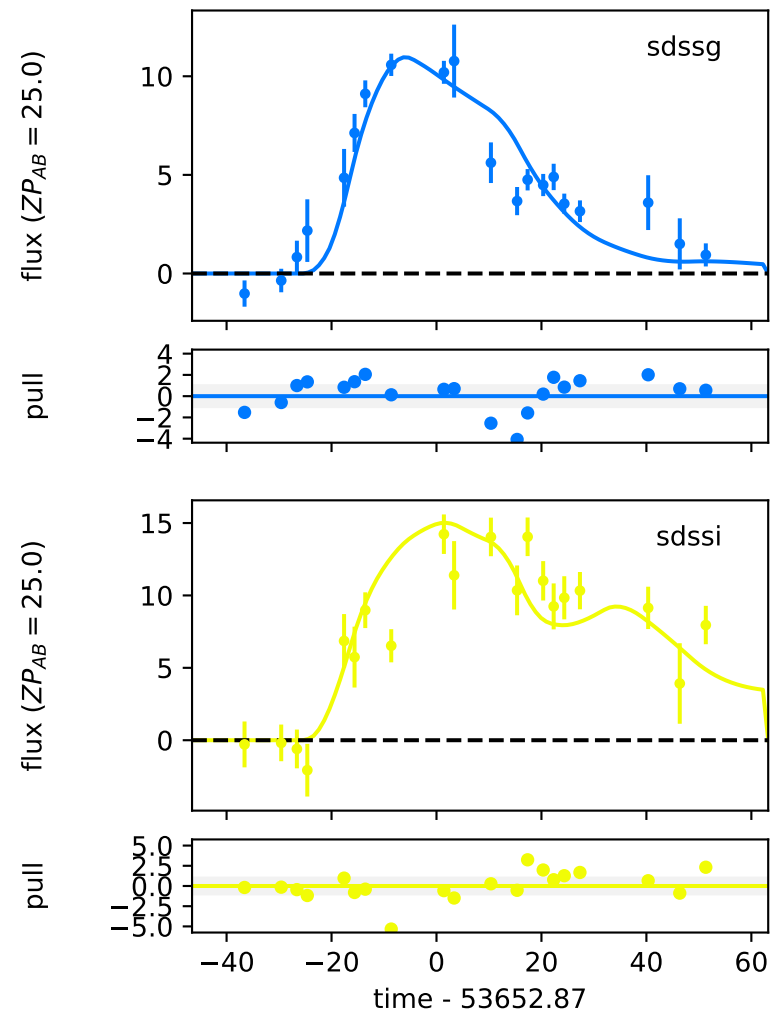 sdssg
flux (ZP_AB = 25.0)
10
5
0
pull
4
2
0
−2
−4
sdssi
flux (ZP_AB = 25.0)
15
10
5
0
pull
5.0
2.5
0.0
−2.5
−5.0
−40 −20 0 20 40 60
time - 53652.87